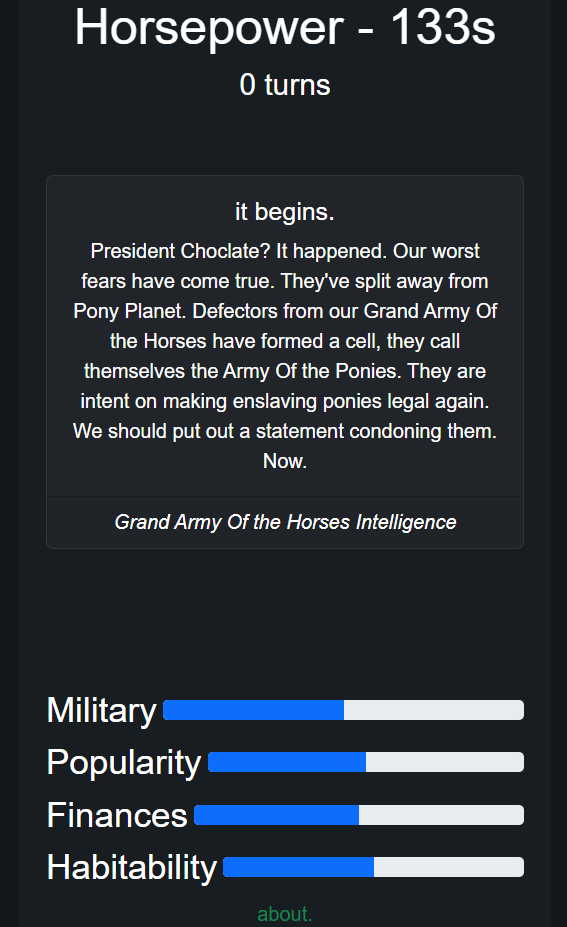 Horsepower - 133s
0 turns
it begins.
President Choclate? It happened. Our worst
fears have come true. They've split away from
Pony Planet. Defectors from our Grand Army Of
the Horses have formed a cell, they call
themselves the Army Of the Ponies. They are
intent on making enslaving ponies legal again.
We should put out a statement condoning them.
Now.
Grand Army Of the Horses Intelligence
Military
Popularity
Finances
Habitability
about.